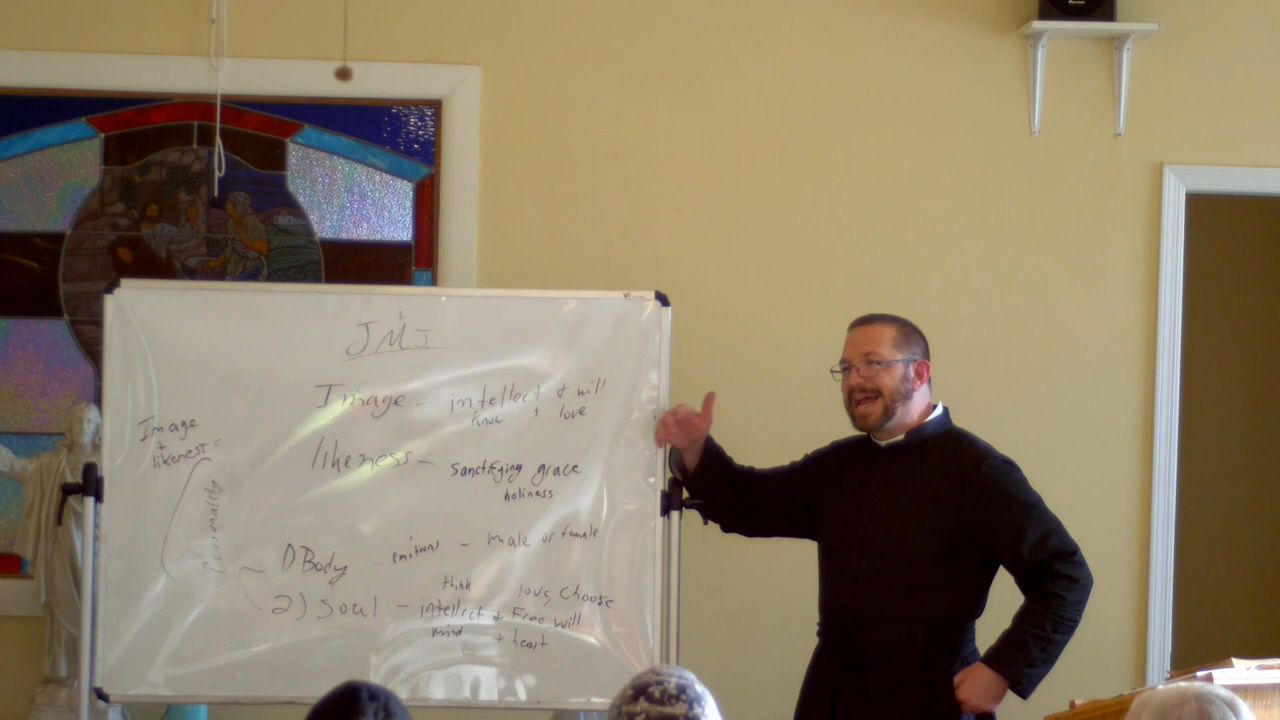 J.M.J.
Image - intellect & will
know + love
likeness - sanctifying grace
holiness
Image
+
likeness
Personality
1) Body - emotions - male or female
think love, choose
2) Soul - intellect & Free will
mind + heart